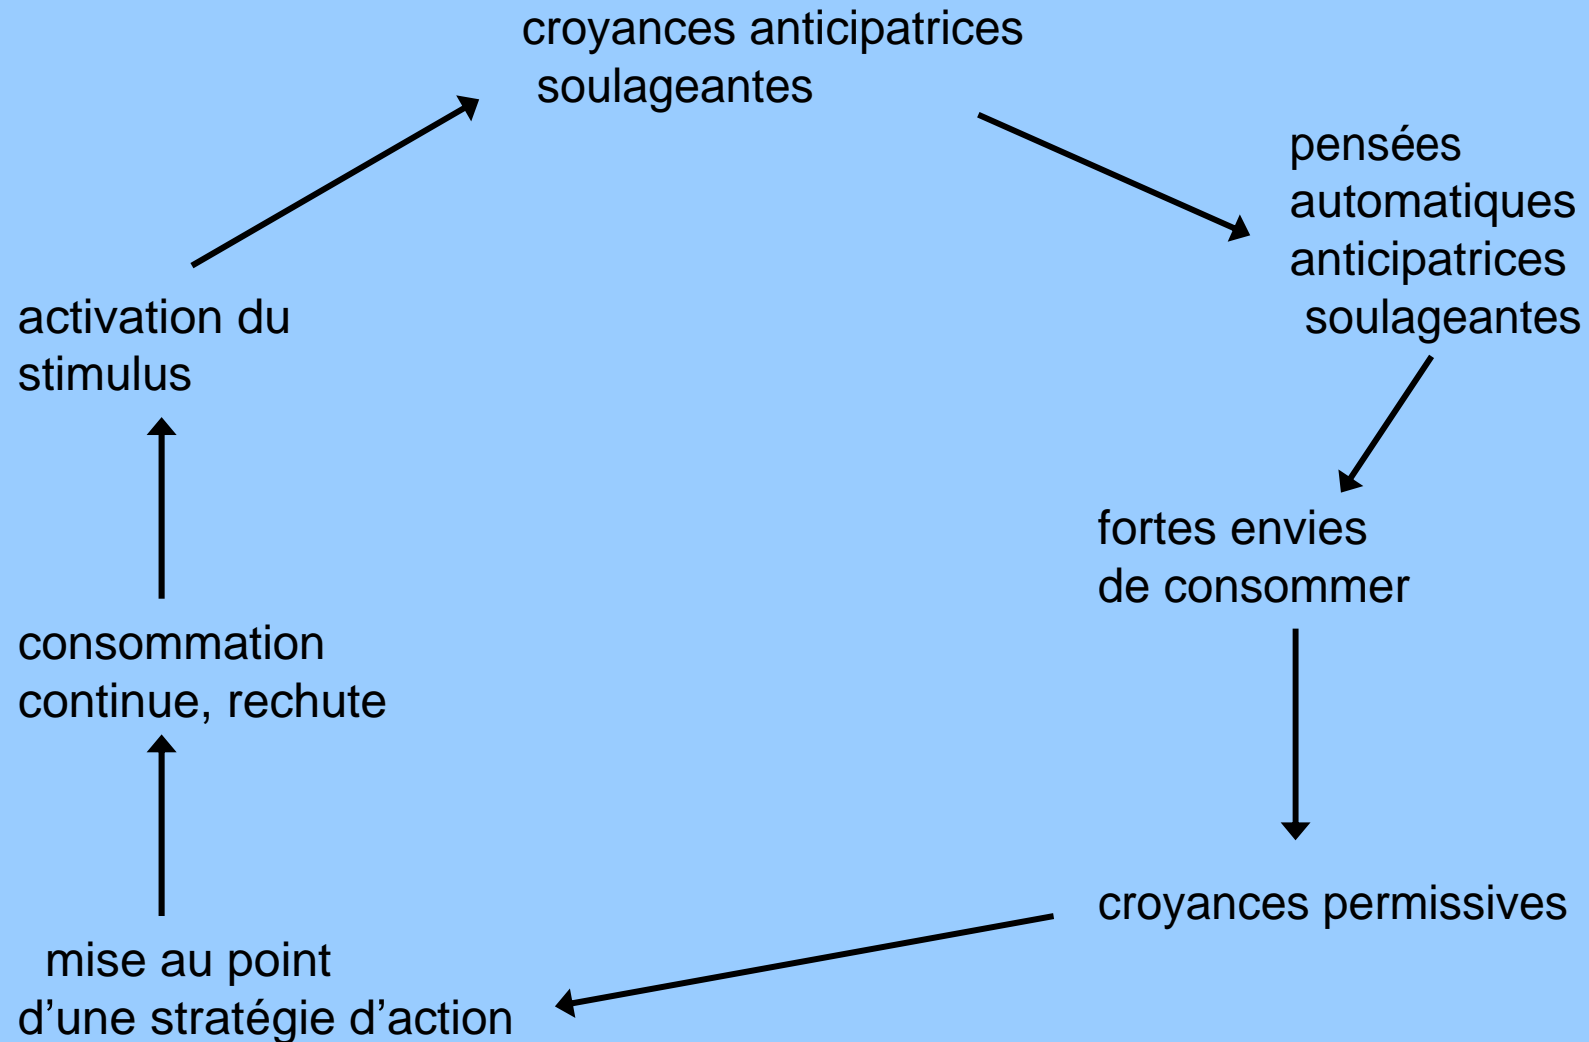 croyances anticipatrices
soulageantes
pensées
automatiques
anticipatrices
soulageantes
activation du
stimulus
fortes envies
de consommer
consommation
continue, rechute
croyances permissives
mise au point
d’une stratégie d’action